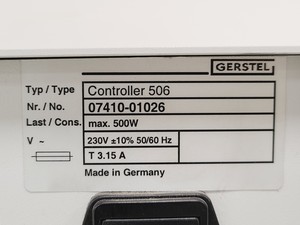 GERSTEL
Typ / Type Controller 506
Nr. / No. 07410-01026
Last / Cons. max. 500W
V ~ 230V ±10% 50/60 Hz
T 3.15 A
Made in Germany